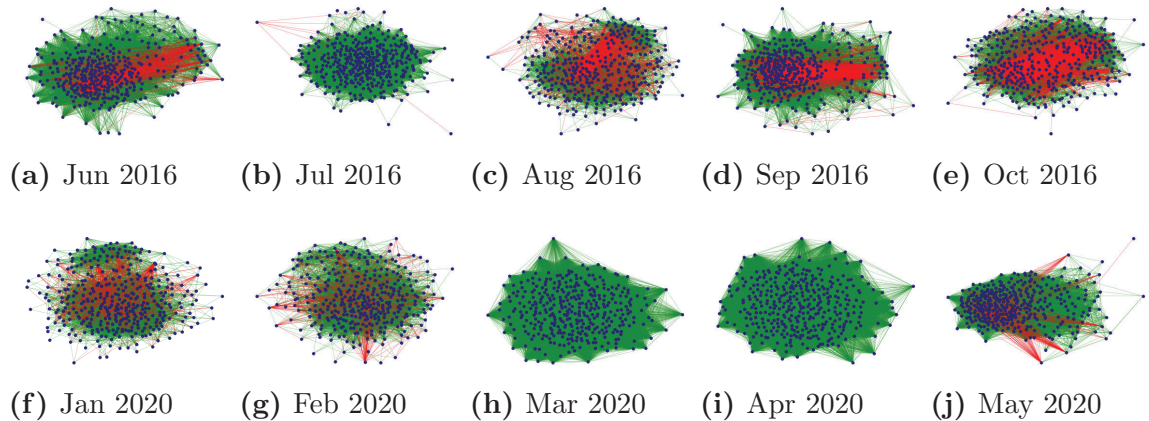 (a) Jun 2016 (b) Jul 2016 (c) Aug 2016 (d) Sep 2016 (e) Oct 2016
(f) Jan 2020 (g) Feb 2020 (h) Mar 2020 (i) Apr 2020 (j) May 2020